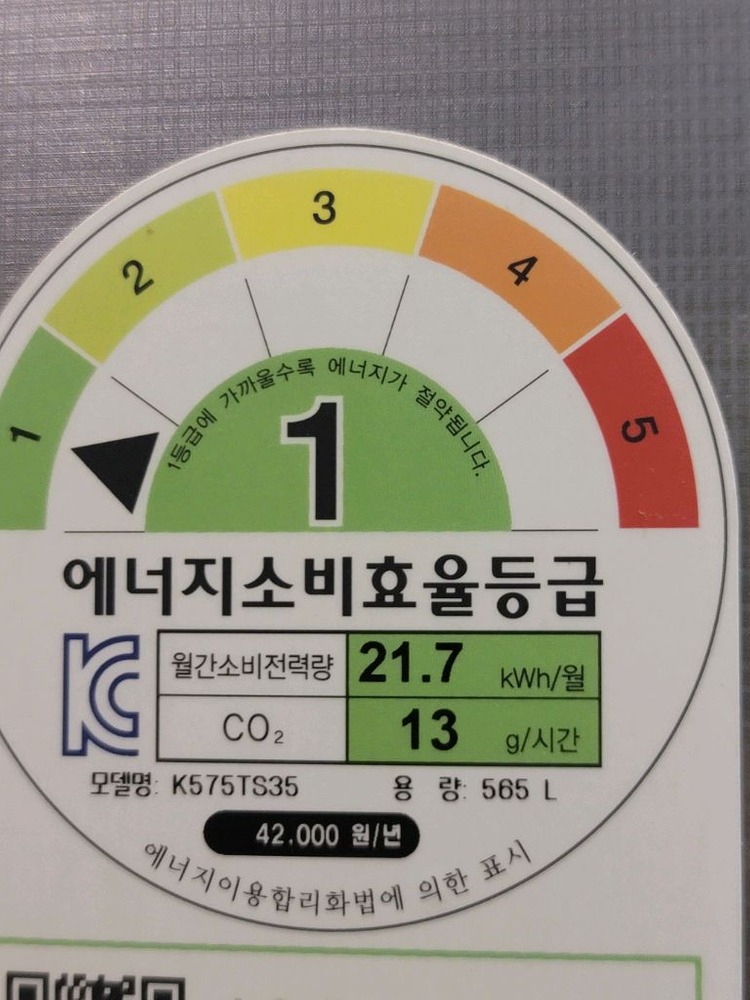 1
2
3
4
5
1등급에 가까울수록 에너지가 절약됩니다.
1
에너지소비효율등급
월간소비전력량 21.7 kWh/월
CO₂ 13 g/시간
모델명: K575TS35 용 량: 565 L
42.000 원/년
에너지이용합리화법에 의한 표시